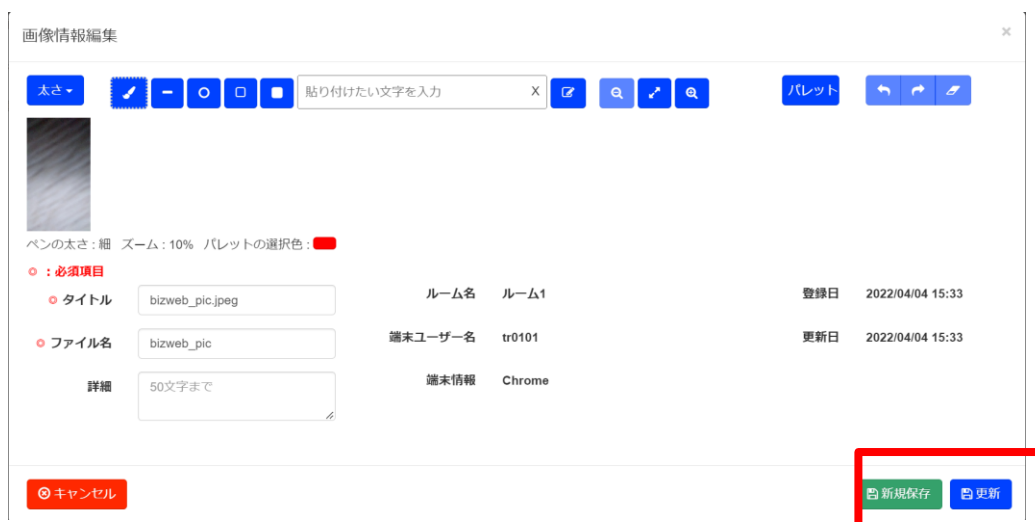 画像情報編集 ×
太さ 貼り付けたい文字を入力 X パレット
ペンの太さ : 細 ズーム : 10% パレットの選択色 :
：必須項目
タイトル bizweb_pic.jpeg ルーム名 ルーム1 登録日 2022/04/04 15:33
ファイル名 bizweb_pic 端末ユーザー名 tr0101 更新日 2022/04/04 15:33
詳細 50文字まで 端末情報 Chrome
キャンセル 新規保存 更新